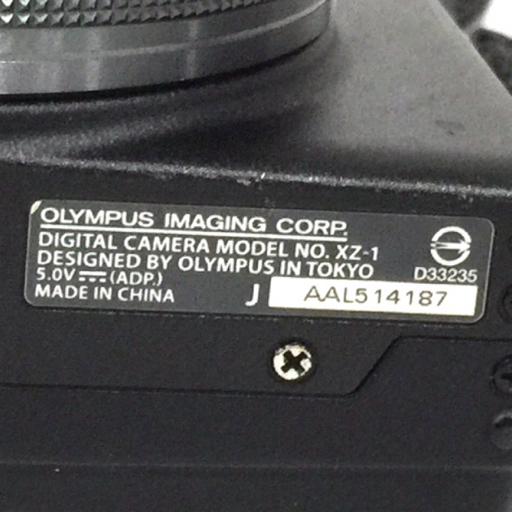 OLYMPUS IMAGING CORP.
DIGITAL CAMERA MODEL NO. XZ-1
DESIGNED BY OLYMPUS IN TOKYO
5.0V⎓(ADP.)
D33235
MADE IN CHINA
J AAL514187